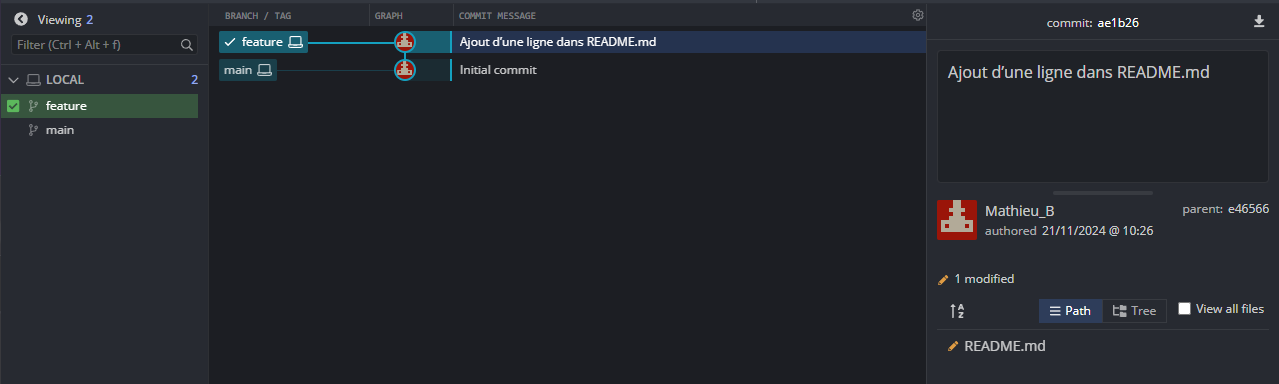 Viewing 2
Filter (Ctrl + Alt + f)
LOCAL 2
feature
main
BRANCH / TAG GRAPH COMMIT MESSAGE
feature Ajout d’une ligne dans README.md
main Initial commit
commit: ae1b26
Ajout d’une ligne dans README.md
Mathieu_B parent: e46566
authored 21/11/2024 @ 10:26
1 modified
A Z Path Tree View all files
README.md